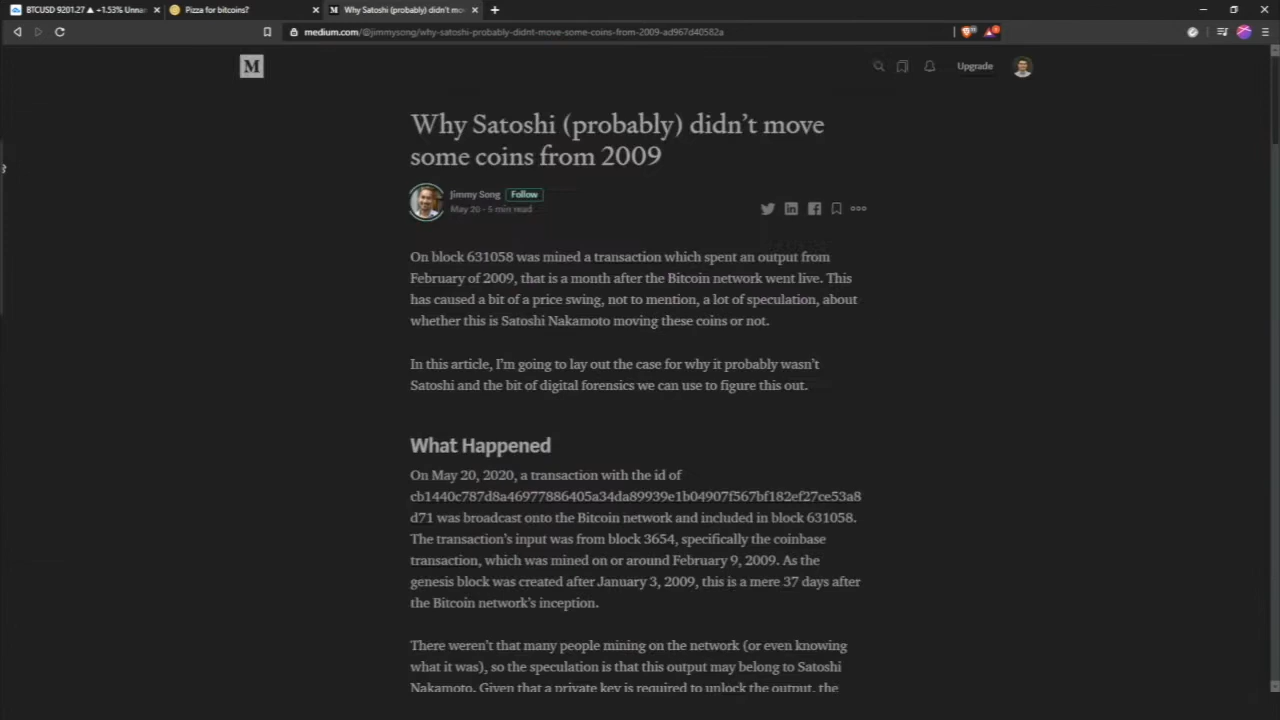 BTCUSD 9201.27 ▲ +1.53% Unna
Pizza for bitcoins?
Why Satoshi (probably) didn't mo
medium.com/@jimmysong/why-satoshi-probably-didnt-move-some-coins-from-2009-ad967d40582a
M
Upgrade
Why Satoshi (probably) didn't move
some coins from 2009
Jimmy Song Follow
May 20 · 5 min read
On block 631058 was mined a transaction which spent an output from
February of 2009, that is a month after the Bitcoin network went live. This
has caused a bit of a price swing, not to mention, a lot of speculation, about
whether this is Satoshi Nakamoto moving these coins or not.
In this article, I'm going to lay out the case for why it probably wasn't
Satoshi and the bit of digital forensics we can use to figure this out.
What Happened
On May 20, 2020, a transaction with the id of
cb1440c787d8a46977886405a34da89939e1b04907f567bf182ef27ce53a8
d71 was broadcast onto the Bitcoin network and included in block 631058.
The transaction's input was from block 3654, specifically the coinbase
transaction, which was mined on or around February 9, 2009. As the
genesis block was created after January 3, 2009, this is a mere 37 days after
the Bitcoin network's inception.
There weren't that many people mining on the network (or even knowing
what it was), so the speculation is that this output may belong to Satoshi
Nakamoto. Given that a private key is required to unlock the output, the